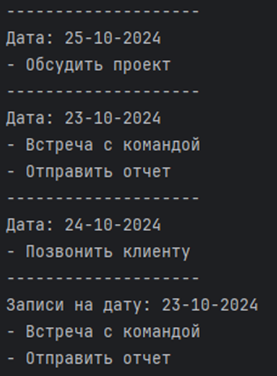 --------------------
Дата: 25-10-2024
- Обсудить проект
--------------------
Дата: 23-10-2024
- Встреча с командой
- Отправить отчет
--------------------
Дата: 24-10-2024
- Позвонить клиенту
--------------------
Записи на дату: 23-10-2024
- Встреча с командой
- Отправить отчет